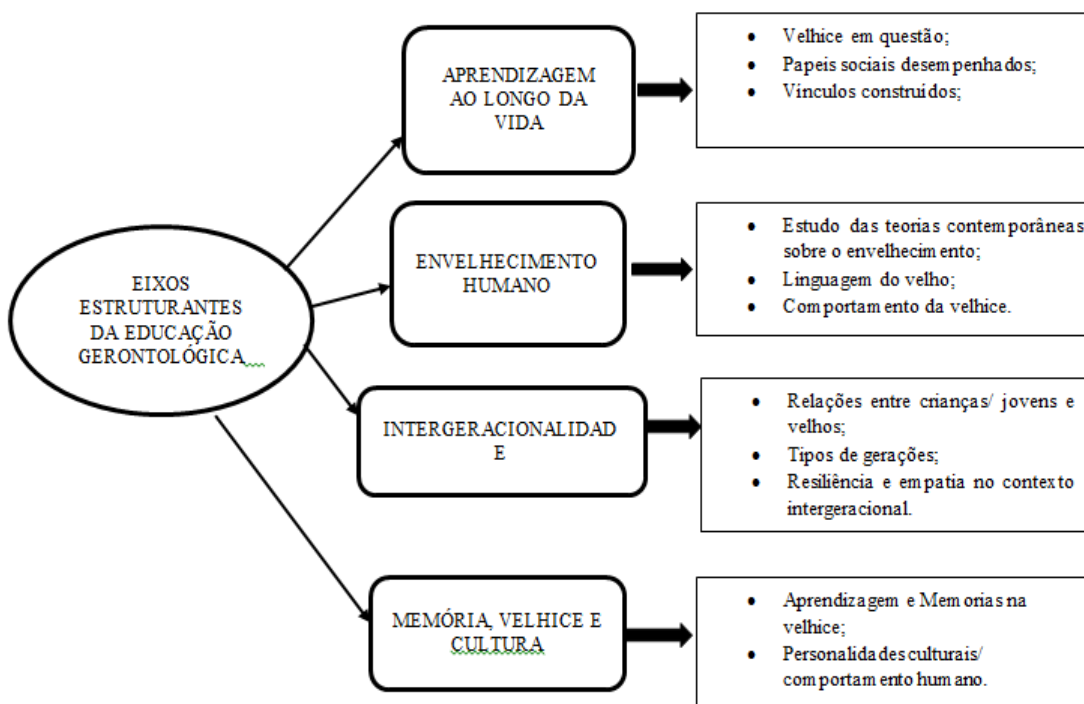 EIXOS
ESTRUTURANTES
DA EDUCAÇÃO
GERONTOLÓGICA
APRENDIZAGEM
AO LONGO DA
VIDA
• Velhice em questão;
• Papeis sociais desempenhados;
• Vinculos construidos;
ENVELHECIMENTO
HUMANO
• Estudo das teorias contemporâneas
sobre o envelhecimento;
• Linguagem do velho;
• Comportamento da velhice.
INTERGERACIONALIDAD
E
• Relações entre crianças/ jovens e
velhos;
• Tipos de gerações;
• Resiliência e empatia no contexto
intergeracional.
MEMÓRIA, VELHICE E
CULTURA
• Aprendizagem e Memorias na
velhice;
• Personalidades culturais/
comportamento humano.